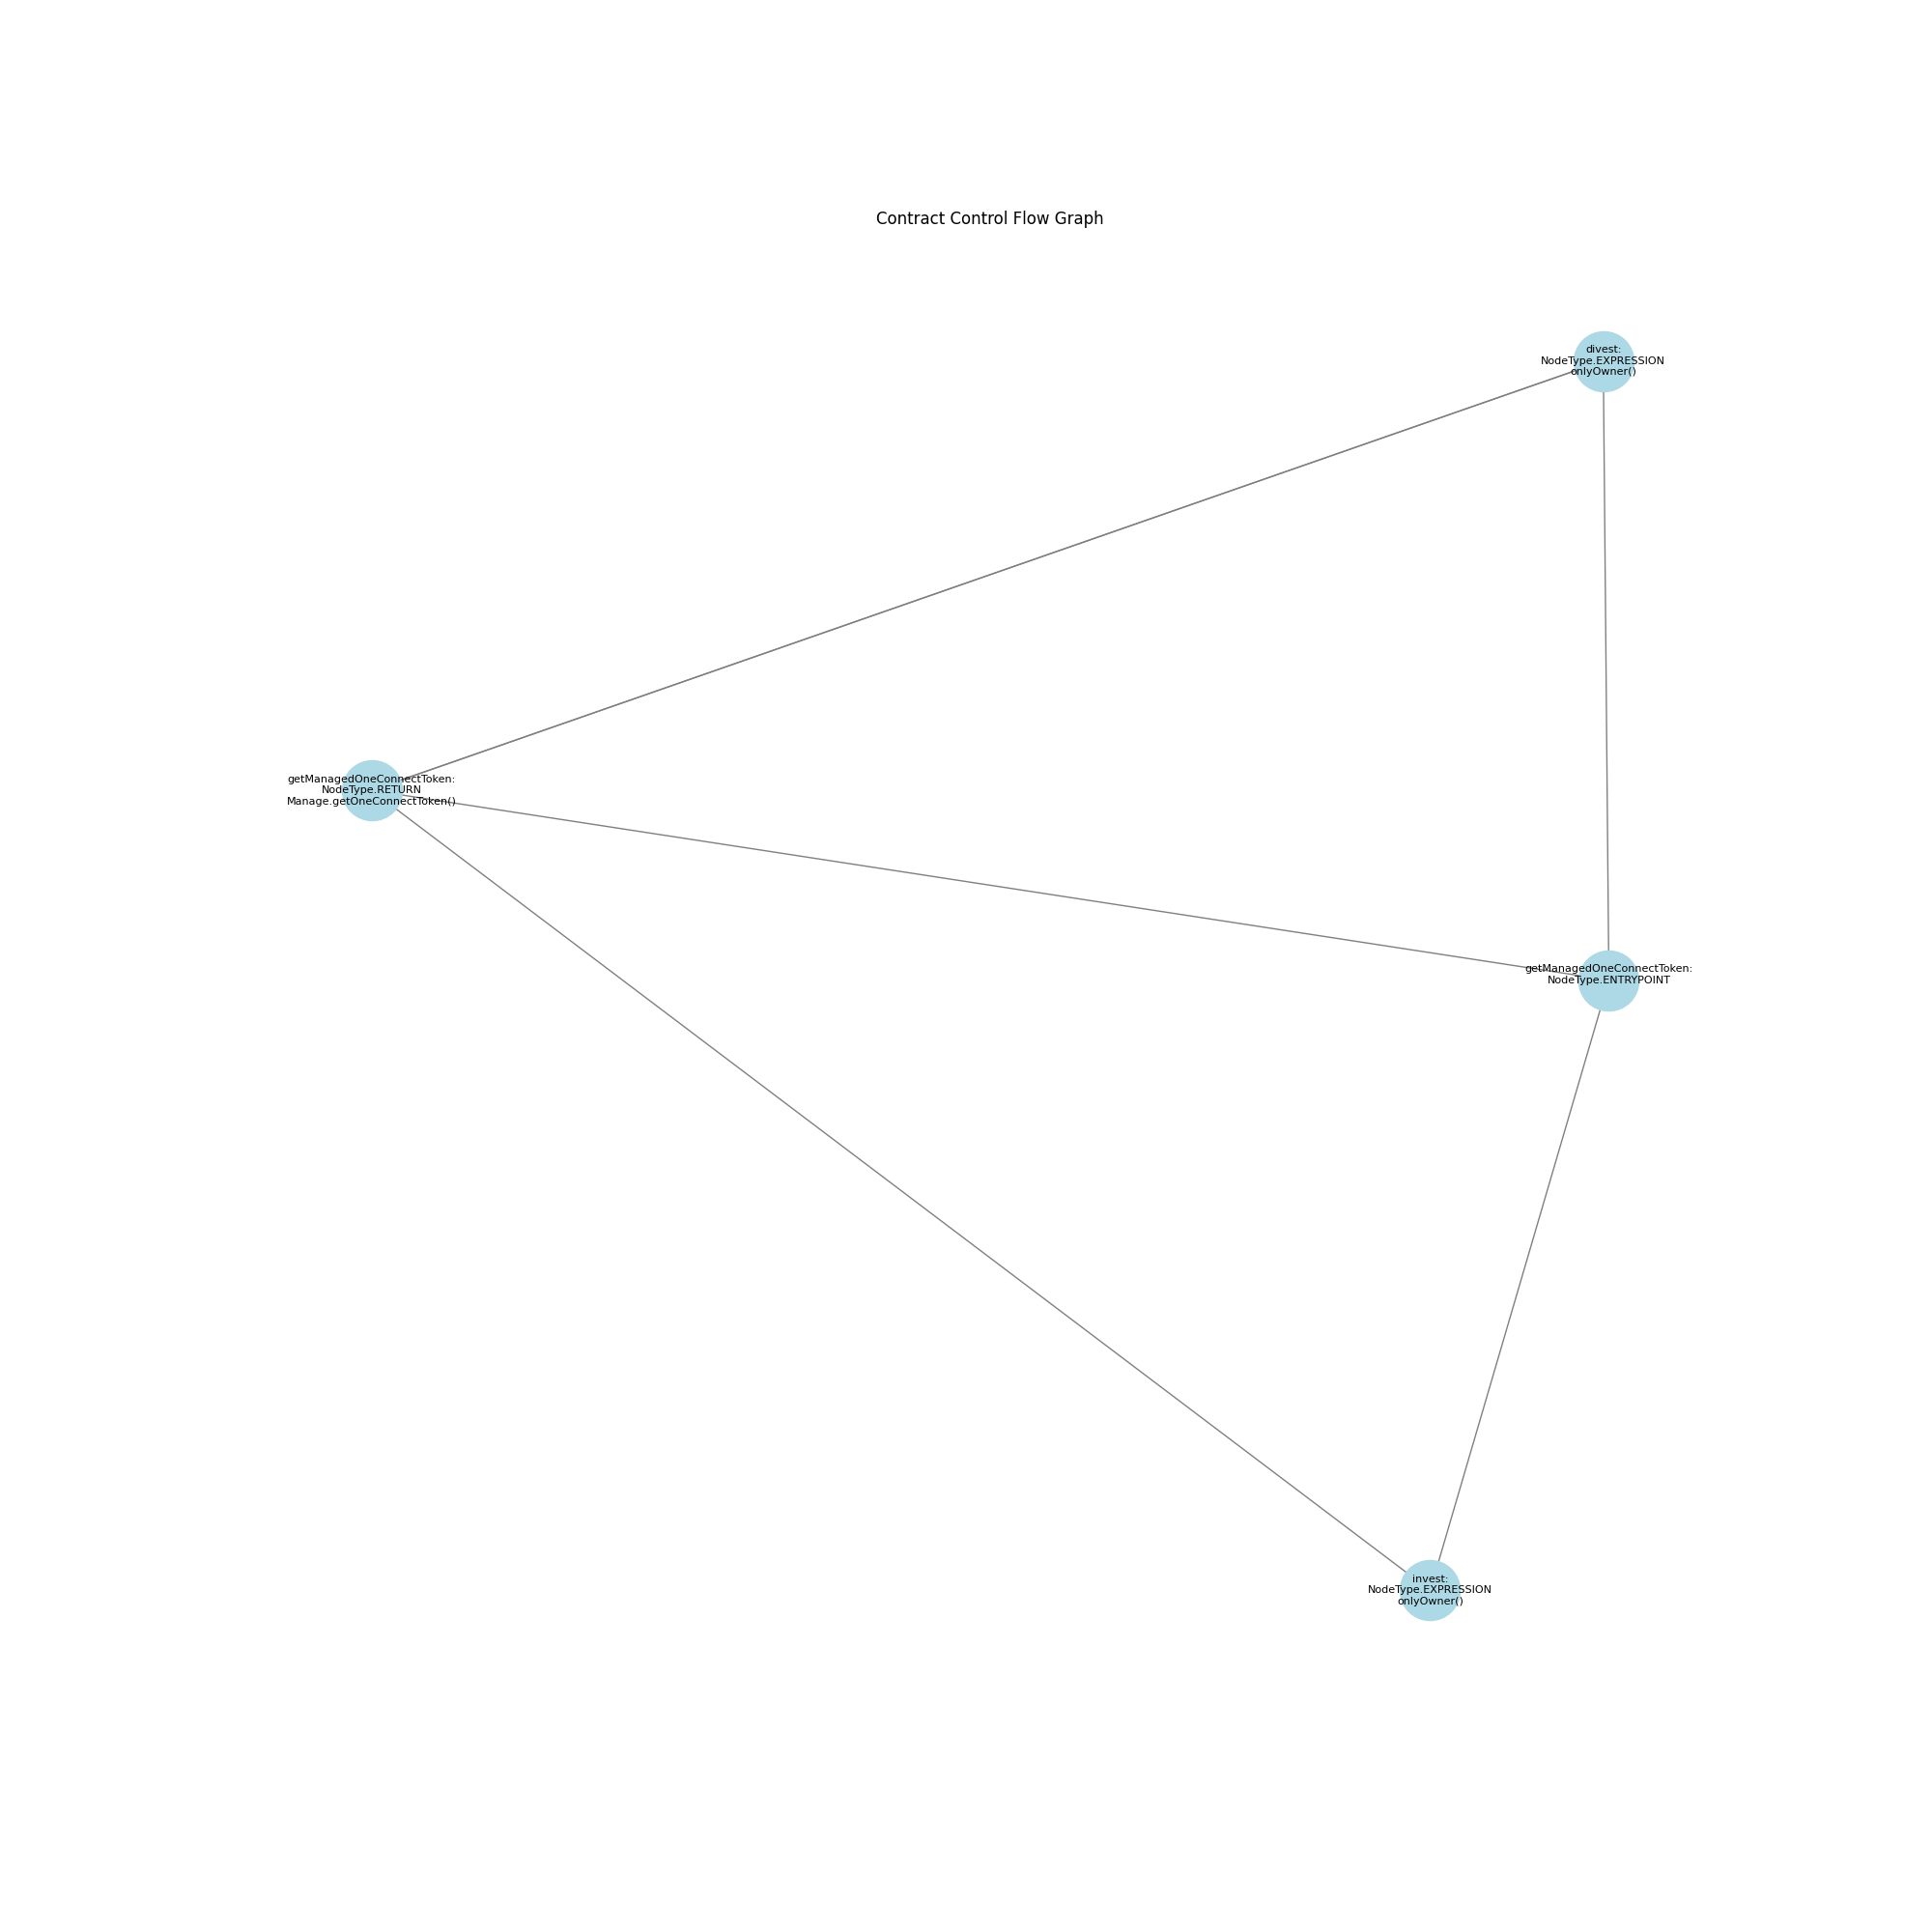 Contract Control Flow Graph
divest:
NodeType.EXPRESSION
onlyOwner()
getManagedOneConnectToken:
NodeType.RETURN
Manage.getOneConnectToken()
getManagedOneConnectToken:
NodeType.ENTRYPOINT
invest:
NodeType.EXPRESSION
onlyOwner()